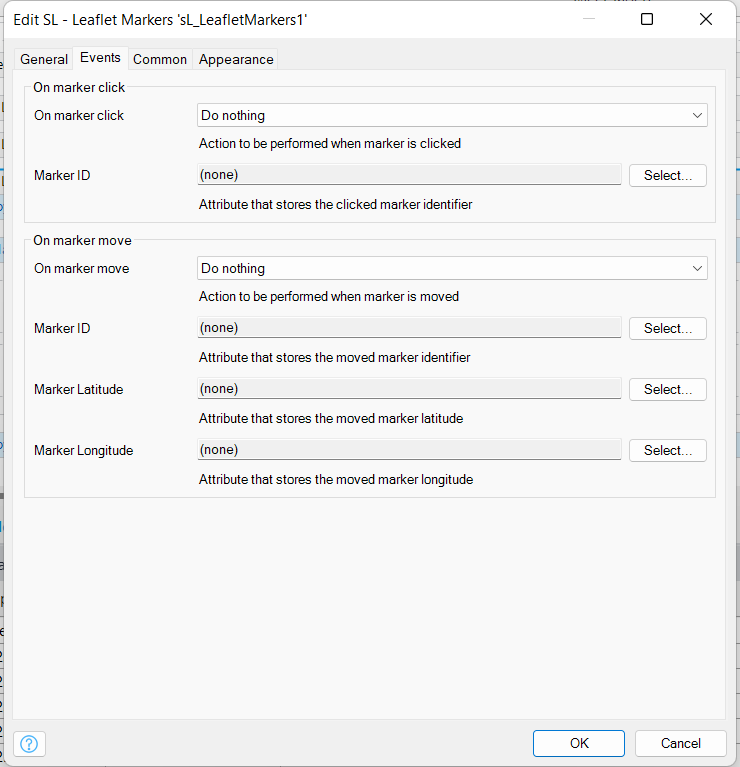 Edit SL - Leaflet Markers 'sL_LeafletMarkers1'
General Events Common Appearance
On marker click
On marker click Do nothing
Action to be performed when marker is clicked
Marker ID (none) Select...
Attribute that stores the clicked marker identifier
On marker move
On marker move Do nothing
Action to be performed when marker is moved
Marker ID (none) Select...
Attribute that stores the moved marker identifier
Marker Latitude (none) Select...
Attribute that stores the moved marker latitude
Marker Longitude (none) Select...
Attribute that stores the moved marker longitude
? OK Cancel